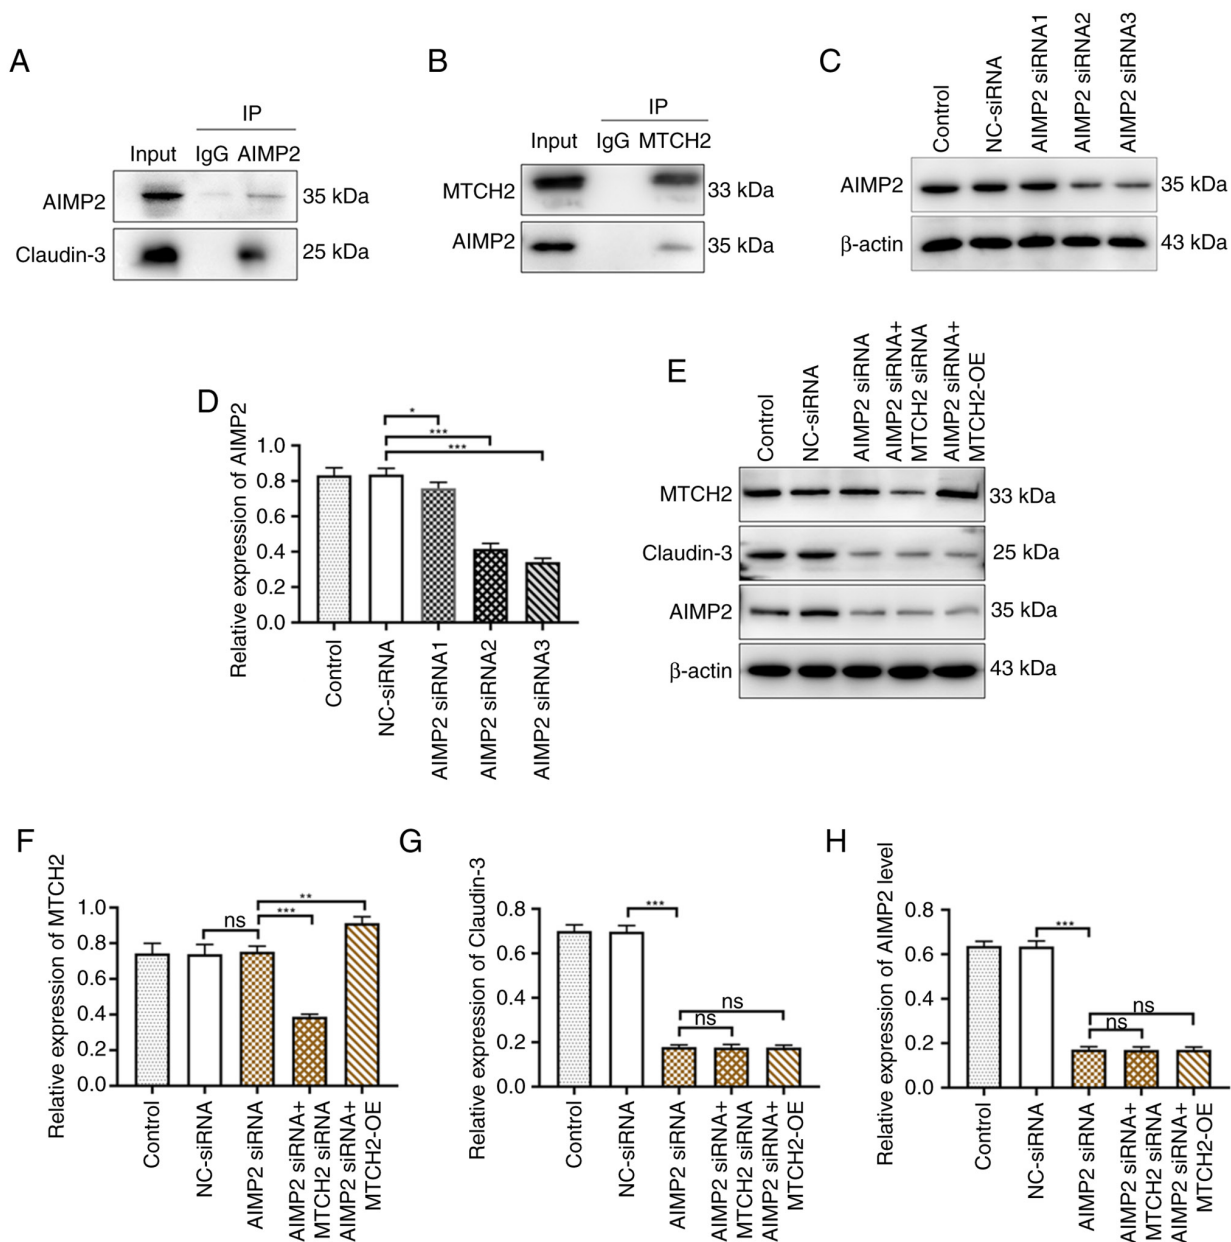 A
IP
Input IgG AIMP2
AIMP2 35 kDa
Claudin-3 25 kDa
B
IP
Input IgG MTCH2
MTCH2 33 kDa
AIMP2 35 kDa
C
Control
NC-siRNA
AIMP2 siRNA1
AIMP2 siRNA2
AIMP2 siRNA3
AIMP2 35 kDa
β-actin 43 kDa
D
Relative expression of AIMP2
1.0
0.8
0.6
0.4
0.2
0.0
*
***
***
Control
NC-siRNA
AIMP2 siRNA1
AIMP2 siRNA2
AIMP2 siRNA3
E
Control
NC-siRNA
AIMP2 siRNA
AIMP2 siRNA+
MTCH2 siRNA
AIMP2 siRNA+
MTCH2-OE
MTCH2 33 kDa
Claudin-3 25 kDa
AIMP2 35 kDa
β-actin 43 kDa
F
Relative expression of MTCH2
1.0
0.8
0.6
0.4
0.2
0.0
ns
**
***
Control
NC-siRNA
AIMP2 siRNA
AIMP2 siRNA+
MTCH2 siRNA
AIMP2 siRNA+
MTCH2-OE
G
Relative expression of Claudin-3
0.8
0.6
0.4
0.2
0.0
***
ns
ns
Control
NC-siRNA
AIMP2 siRNA
AIMP2 siRNA+
MTCH2 siRNA
AIMP2 siRNA+
MTCH2-OE
H
Relative expression of AIMP2 level
0.8
0.6
0.4
0.2
0.0
***
ns
ns
Control
NC-siRNA
AIMP2 siRNA
AIMP2 siRNA+
MTCH2 siRNA
AIMP2 siRNA+
MTCH2-OE